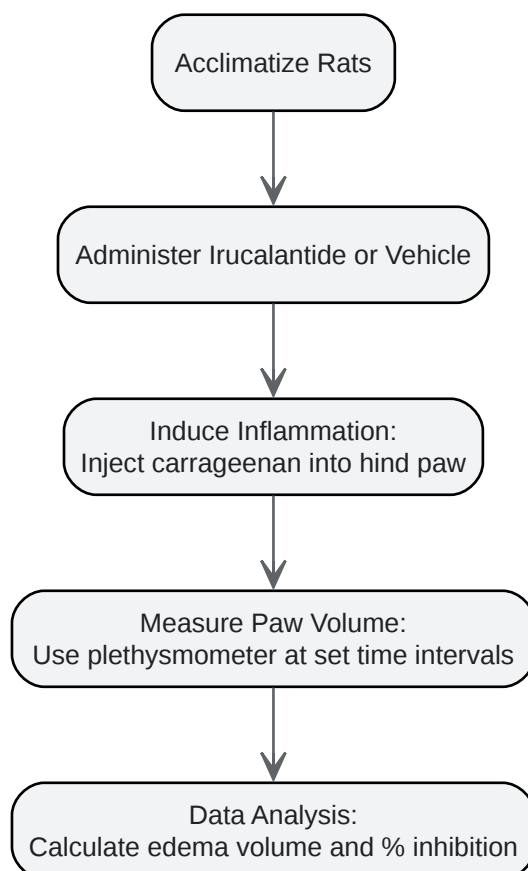 Acclimatize Rats
Administer Irucalantide or Vehicle
Induce Inflammation:
Inject carrageenan into hind paw
Measure Paw Volume:
Use plethysmometer at set time intervals
Data Analysis:
Calculate edema volume and % inhibition